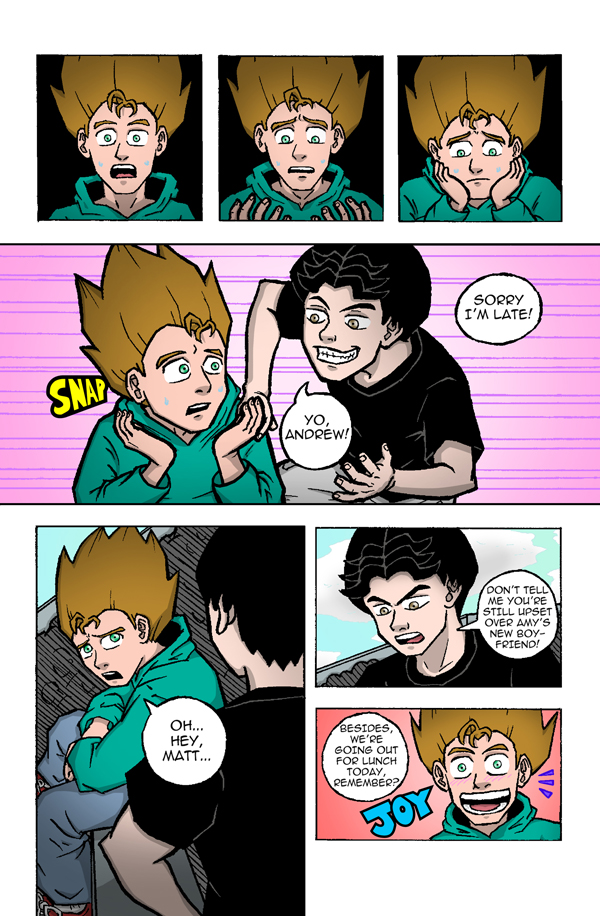 SNAP
YO,
ANDREW!
SORRY
I'M LATE!
OH...
HEY,
MATT...
DON'T TELL
ME YOU'RE
STILL UPSET
OVER AMY'S
NEW BOY-
FRIEND!
BESIDES,
WE'RE
GOING OUT
FOR LUNCH
TODAY,
REMEMBER?
JOY